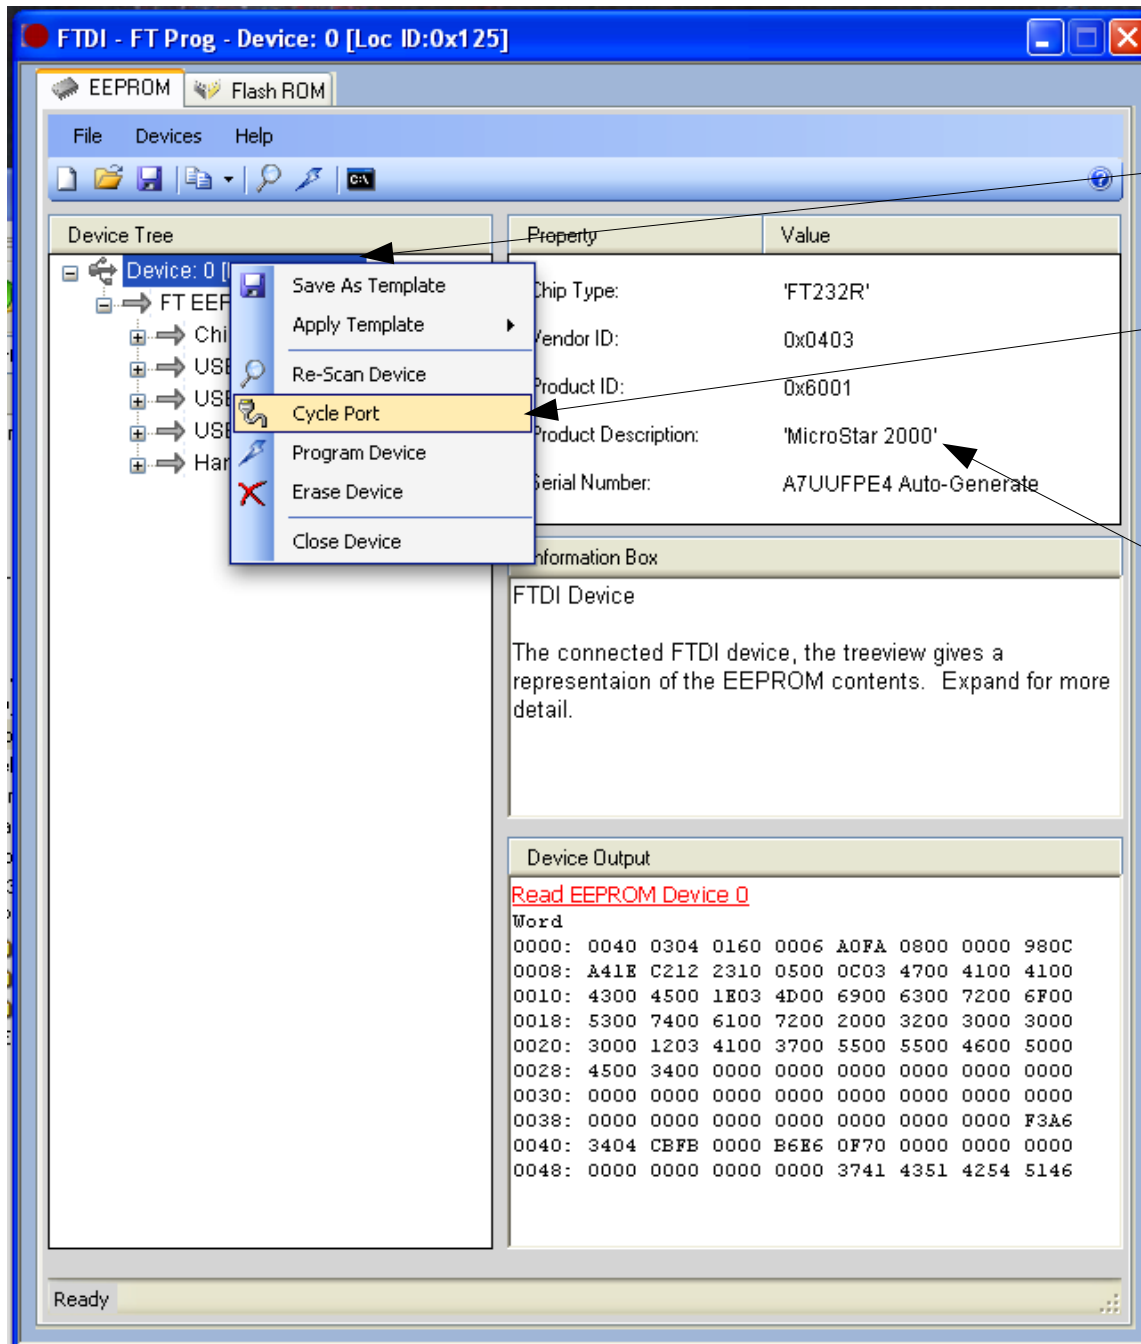 FTDI - FT Prog - Device: 0 [Loc ID:0x125]
EEPROM Flash ROM
File Devices Help
C:\
Device Tree
Property Value
Device: 0 [
FT EEP
Chi
USB
USB
USB
Har
Save As Template
Apply Template
Re-Scan Device
Cycle Port
Program Device
Erase Device
Close Device
Chip Type: 'FT232R'
Vendor ID: 0x0403
Product ID: 0x6001
Product Description: 'MicroStar 2000'
Serial Number: A7UUFPE4 Auto-Generate
Information Box
FTDI Device
The connected FTDI device, the treeview gives a
representaion of the EEPROM contents. Expand for more
detail.
Device Output
Read EEPROM Device 0
Word
0000: 0040 0304 0160 0006 A0FA 0800 0000 980C
0008: A41E C212 2310 0500 0C03 4700 4100 4100
0010: 4300 4500 1E03 4D00 6900 6300 7200 6F00
0018: 5300 7400 6100 7200 2000 3200 3000 3000
0020: 3000 1203 4100 3700 5500 5500 4600 5000
0028: 4500 3400 0000 0000 0000 0000 0000 0000
0030: 0000 0000 0000 0000 0000 0000 0000 0000
0038: 0000 0000 0000 0000 0000 0000 0000 F3A6
0040: 3404 CBFB 0000 B6E6 0F70 0000 0000 0000
0048: 0000 0000 0000 0000 3741 4351 4254 5146
Ready